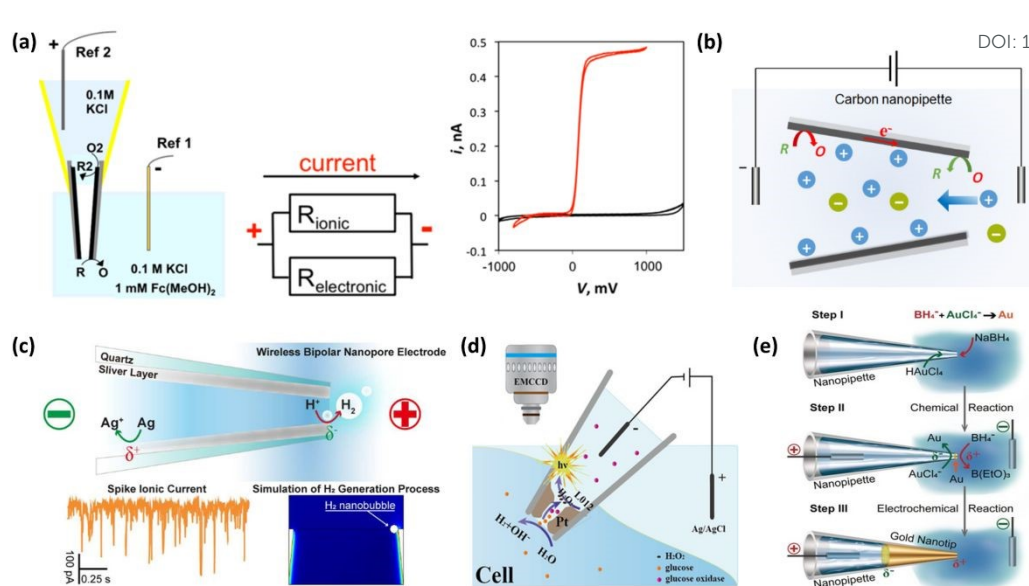 (a)
+
Ref 2
0.1M
KCl
Ref 1
-
O2
R2
R
O
0.1 M KCl
1 mM Fc(MeOH)₂
current
+
R_ionic
-
R_electronic
i, nA
0.5
0.4
0.3
0.2
0.1
0
-0.1
-1000
0
1000
V, mV
(b)
DOI: 1
Carbon nanopipette
-
e⁻
R
O
R
O
(c)
Quartz
Sliver Layer
Wireless Bipolar Nanopore Electrode
Ag⁺
Ag
δ⁺
H⁺
H₂
δ⁻
Spike Ionic Current
100 pA
0.25 s
Simulation of H₂ Generation Process
H₂ nanobubble
(d)
EMCCD
hv
-
+
H₂O₂
L012
Pt
H₂+OH⁻
H₂O
Ag/AgCl
Cell
H₂O₂
glucose
glucose oxidase
(e)
Step I
BH₄⁻+ AuCl₄⁻ → Au
NaBH₄
HAuCl₄
Nanopipette
Step II
Chemical Reaction
Au
BH₄⁻
δ⁻
δ⁺
AuCl₄⁻
Au
B(EtO)₃
Nanopipette
Step III
Electrochemical Reaction
Gold Nanotip
Nanopipette
δ⁻
δ⁺